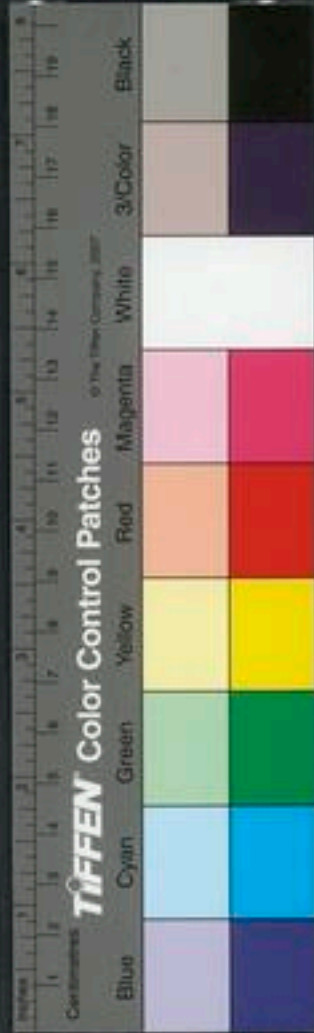 Inches 1 2 3 4 5 6 7 8
Centimetres 1 2 3 4 5 6 7 8 9 10 11 12 13 14 15 16 17 18 19
TIFFEN Color Control Patches
© The Tiffen Company, 2007
Blue Cyan Green Yellow Red Magenta White 3/Color Black